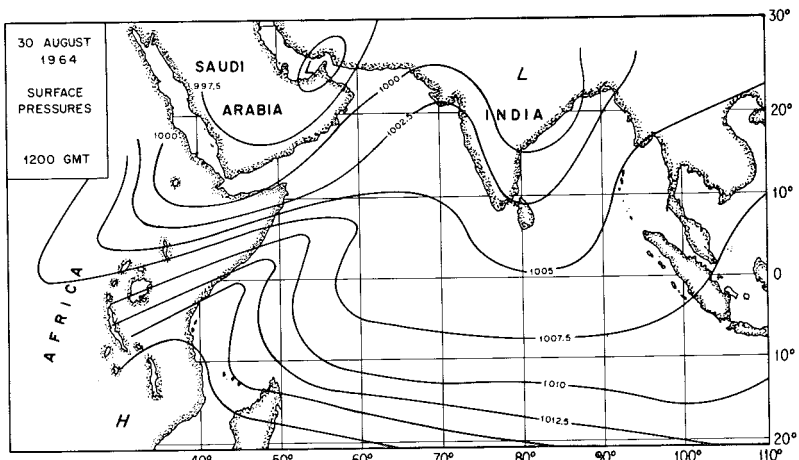 30 AUGUST
1964
SURFACE
PRESSURES
1200 GMT
SAUDI
ARABIA
997.5
L
1000
1002.5
L
INDIA
1000
1005
1007.5
1010
1012.5
AFRICA
H
30°
20°
10°
0
10°
20°
40°
50°
60°
70°
80°
90°
100°
110°